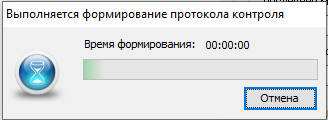 Выполняется формирование протокола контроля
Время формирования: 00:00:00
Отмена